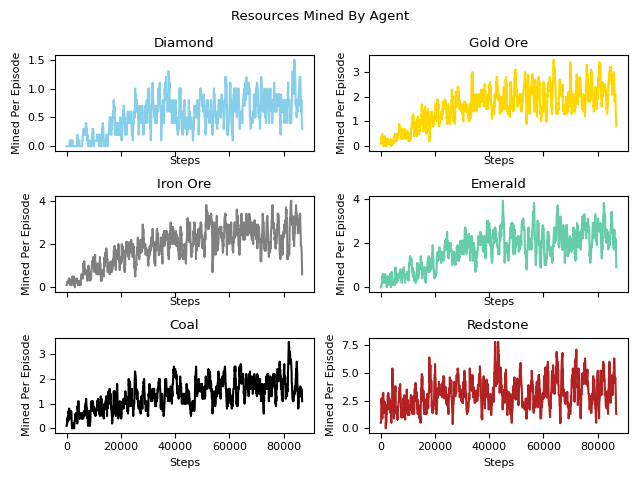 Resources Mined By Agent
Diamond
Gold Ore
Mined Per Episode
1.5
1.0
0.5
0.0
Steps
Mined Per Episode
3
2
1
0
Steps
Iron Ore
Emerald
Mined Per Episode
4
2
0
Steps
Mined Per Episode
4
2
0
Steps
Coal
Redstone
Mined Per Episode
3
2
1
0
0 20000 40000 60000 80000
Steps
Mined Per Episode
7.5
5.0
2.5
0.0
0 20000 40000 60000 80000
Steps